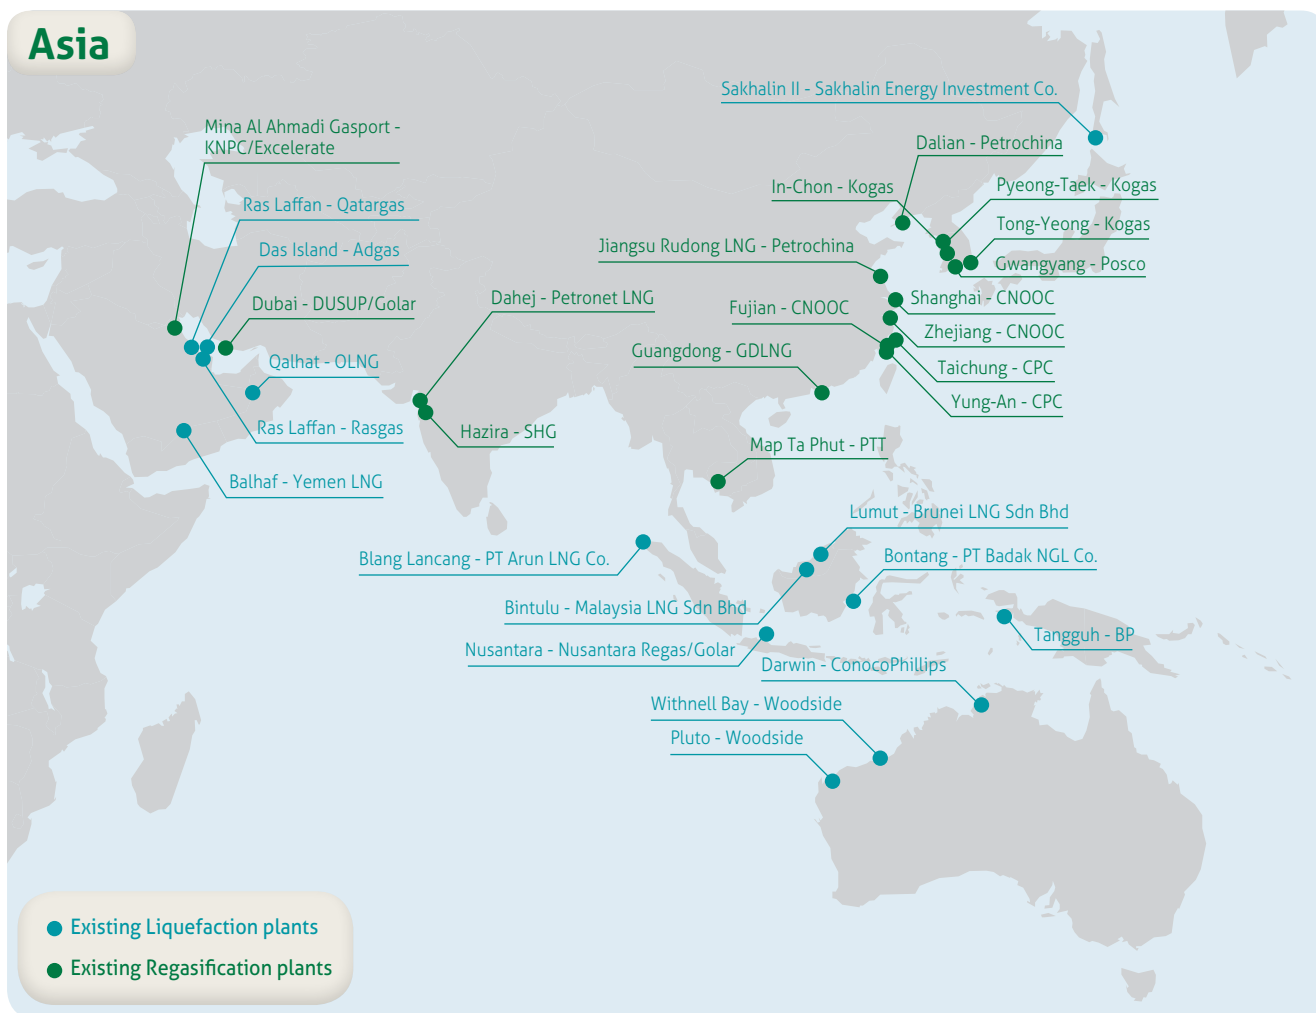 Asia
Sakhalin II - Sakhalin Energy Investment Co.
Mina Al Ahmadi Gasport -
KNPC/Excelerate
Dalian - Petrochina
In-Chon - Kogas
Pyeong-Taek - Kogas
Ras Laffan - Qatargas
Tong-Yeong - Kogas
Das Island - Adgas
Jiangsu Rudong LNG - Petrochina
Gwangyang - Posco
Dubai - DUSUP/Golar
Dahej - Petronet LNG
Shanghai - CNOOC
Fujian - CNOOC
Zhejiang - CNOOC
Guangdong - GDLNG
Qalhat - OLNG
Taichung - CPC
Yung-An - CPC
Ras Laffan - Rasgas
Hazira - SHG
Map Ta Phut - PTT
Balhaf - Yemen LNG
Lumut - Brunei LNG Sdn Bhd
Blang Lancang - PT Arun LNG Co.
Bontang - PT Badak NGL Co.
Bintulu - Malaysia LNG Sdn Bhd
Tangguh - BP
Nusantara - Nusantara Regas/Golar
Darwin - ConocoPhillips
Withnell Bay - Woodside
Pluto - Woodside
Existing Liquefaction plants
Existing Regasification plants